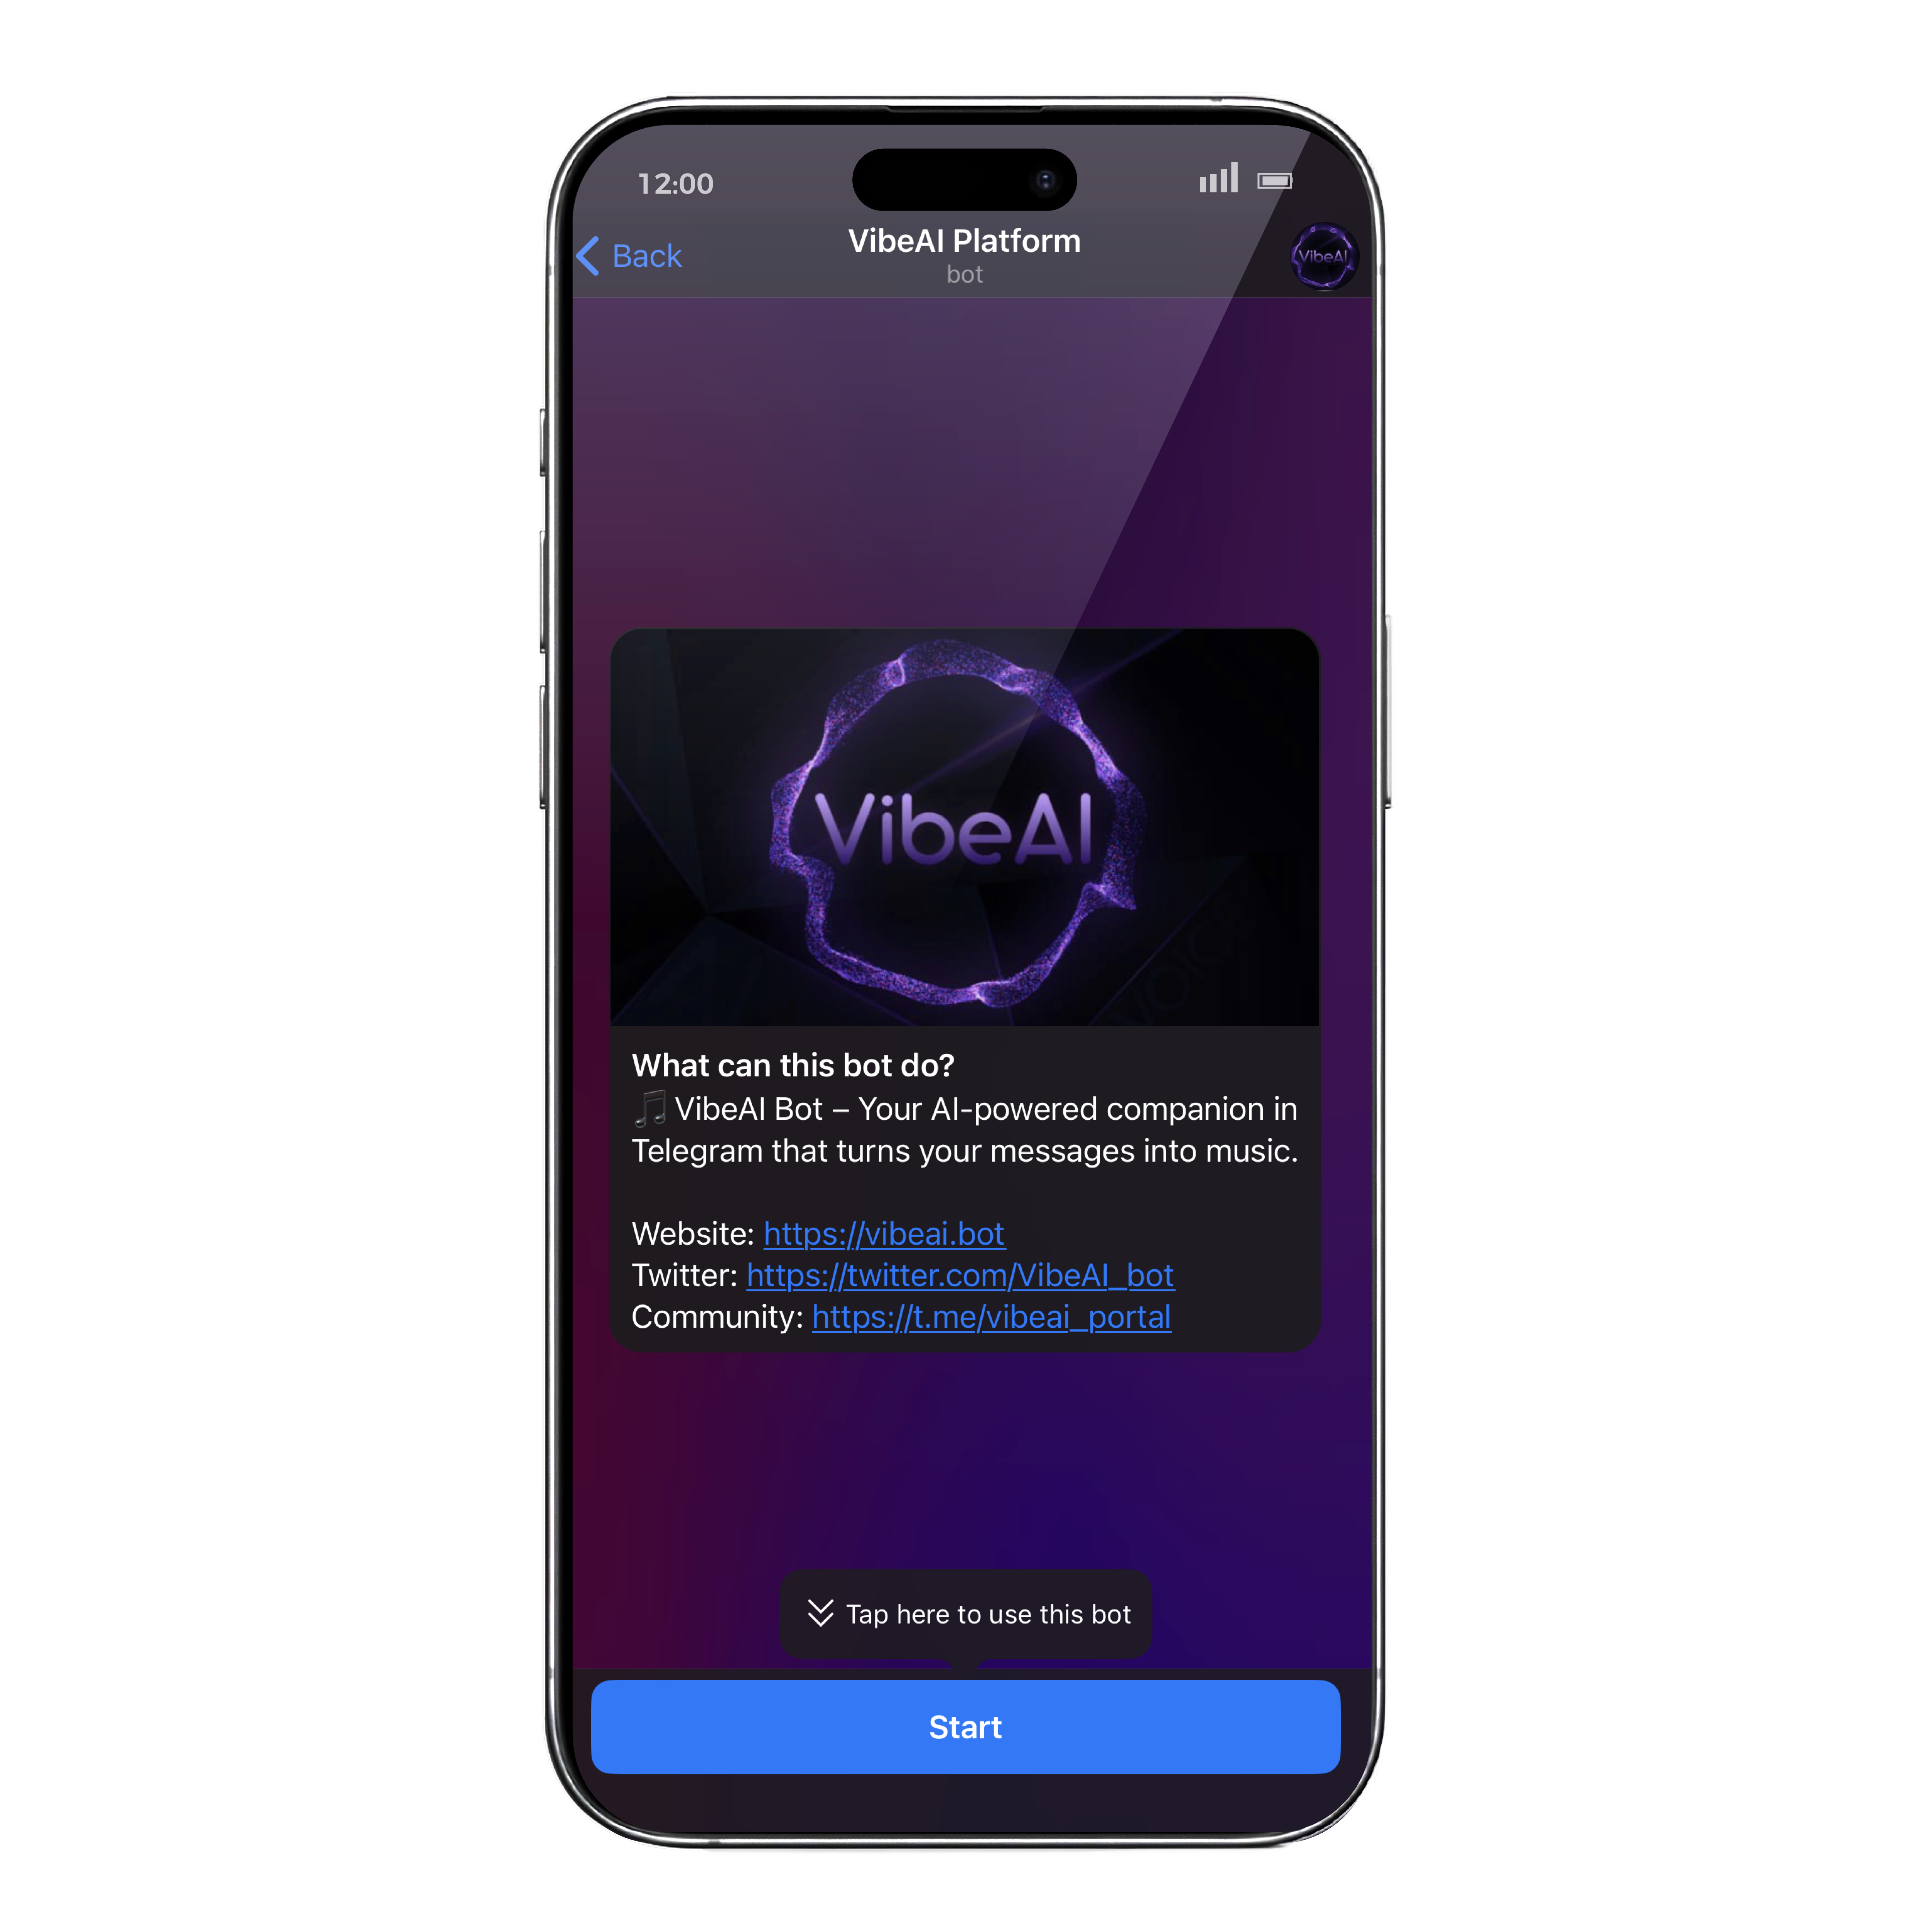 12:00
Back
VibeAI Platform
bot
VibeAI
VibeAI
What can this bot do?
🎵 VibeAI Bot – Your AI-powered companion in
Telegram that turns your messages into music.
Website: https://vibeai.bot
Twitter: https://twitter.com/VibeAI_bot
Community: https://t.me/vibeai_portal
Tap here to use this bot
Start